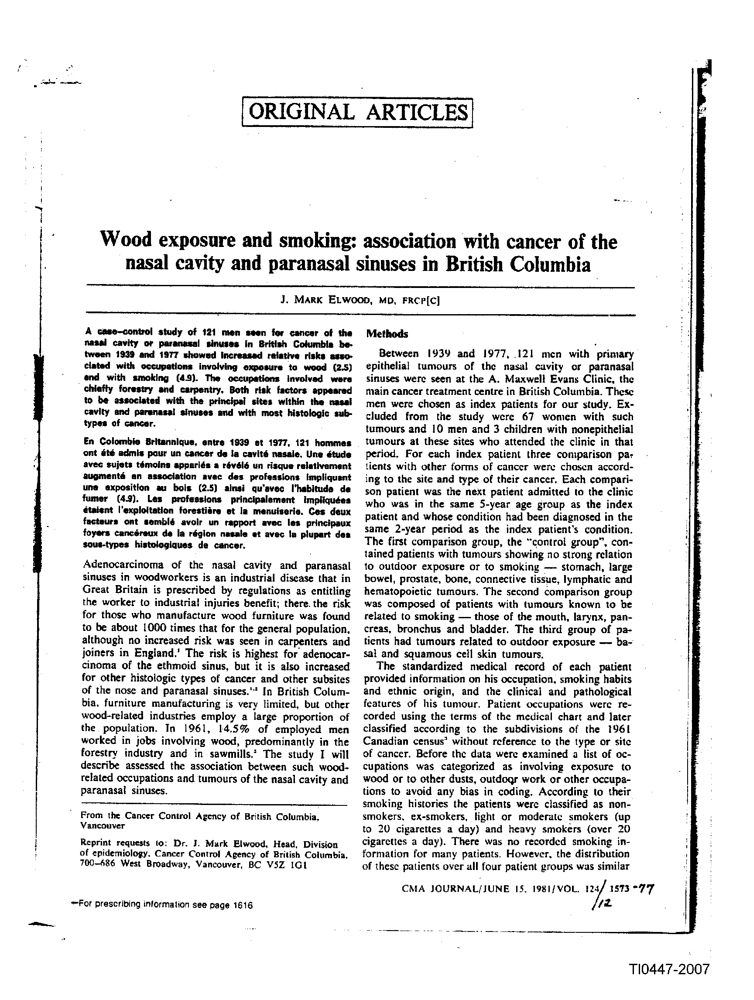 ORIGINAL ARTICLES
Wood exposure and smoking: association with cancer of the
nasal cavity and paranasal sinuses in British Columbia
J. MARK ELWOOD, MD, FRCP[C]
A case-control study of 121 men seen for cancer of the
nasal cavity or paranasal sinuses in British Columbia be-
tween 1939 and 1977 showed increased relative risks asso-
ciated with occupations involving exposure to wood (2.5)
and with smoking (4.9). The occupations involved were
chiefly forestry and carpentry. Both risk factors appeared
to be associated with the principal sites within the nasal
cavity and paranasal sinuses and with most histologic sub-
types of cancer.
En Colombie Britannique, entre 1939 et 1977, 121 hommes
ont été admis pour un cancer de la cavité nasale. Une étude
avec sujets témoins appariés a révélé un risque relativement
augmenté en association avec des professions impliquant
une exposition au bois (2.5) ainsi qu'avec l'habitude de
fumer (4.9). Les professions principalement impliquées
étaient l'exploitation forestière et la menuiserie. Ces deux
facteurs ont semblé avoir un rapport avec les principaux
foyers cancéreux de la région nasale et avec la plupart des
sous-types histologiques de cancer.
Adenocarcinoma of the nasal cavity and paranasal
sinuses in woodworkers is an industrial disease that in
Great Britain is prescribed by regulations as entitling
the worker to industrial injuries benefit; there the risk
for those who manufacture wood furniture was found
to be about 1000 times that for the general population,
although no increased risk was seen in carpenters and
joiners in England.¹ The risk is highest for adenocar-
cinoma of the ethmoid sinus, but it is also increased
for other histologic types of cancer and other subsites
of the nose and paranasal sinuses. In British Colum-
bia, furniture manufacturing is very limited, but other
wood-related industries employ a large proportion of
the population. In 1961, 14.5% of employed men
worked in jobs involving wood, predominantly in the
forestry industry and in sawmills. The study I will
describe assessed the association between such wood-
related occupations and tumours of the nasal cavity and
paranasal sinuses.
From the Cancer Control Agency of British Columbia,
Vancouver
Reprint requests to: Dr. J. Mark Elwood, Head, Division
of epidemiology, Cancer Control Agency of British Columbia,
700-686 West Broadway, Vancouver, BC V5Z 1G1
Methods
Between 1939 and 1977, 121 men with primary
epithelial tumours of the nasal cavity or paranasal
sinuses were seen at the A. Maxwell Evans Clinic, the
main cancer treatment centre in British Columbia. These
men were chosen as index patients for our study. Ex-
cluded from the study were 67 women with such
tumours and 10 men and 3 children with nonepithelial
tumours at these sites who attended the clinic in that
period. For each index patient three comparison pa-
tients with other forms of cancer were chosen accord-
ing to the site and type of their cancer. Each compari-
son patient was the next patient admitted to the clinic
who was in the same 5-year age group as the index
patient and whose condition had been diagnosed in the
same 2-year period as the index patient's condition.
The first comparison group, the "control group", con-
tained patients with tumours showing no strong relation
to outdoor exposure or to smoking — stomach, large
bowel, prostate, bone, connective tissue, lymphatic and
hematopoietic tumours. The second comparison group
was composed of patients with tumours known to be
related to smoking — those of the mouth, larynx, pan-
creas, bronchus and bladder. The third group of pa-
tients had tumours related to outdoor exposure — ba-
sal and squamous cell skin tumours.
The standardized medical record of each patient
provided information on his occupation, smoking habits
and ethnic origin, and the clinical and pathological
features of his tumour. Patient occupations were re-
corded using the terms of the medical chart and later
classified according to the subdivisions of the 1961
Canadian census without reference to the type or site
of cancer. Before the data were examined a list of oc-
cupations was categorized as involving exposure to
wood or to other dusts, outdoor work or other occupa-
tions to avoid any bias in coding. According to their
smoking histories the patients were classified as non-
smokers, ex-smokers, light or moderate smokers (up
to 20 cigarettes a day) and heavy smokers (over 20
cigarettes a day). There was no recorded smoking in-
formation for many patients. However, the distribution
of these patients over all four patient groups was similar
CMA JOURNAL/JUNE 15, 1981/VOL. 124/ 1573 -77
/12
←For prescribing information see page 1616
TI0447-2007